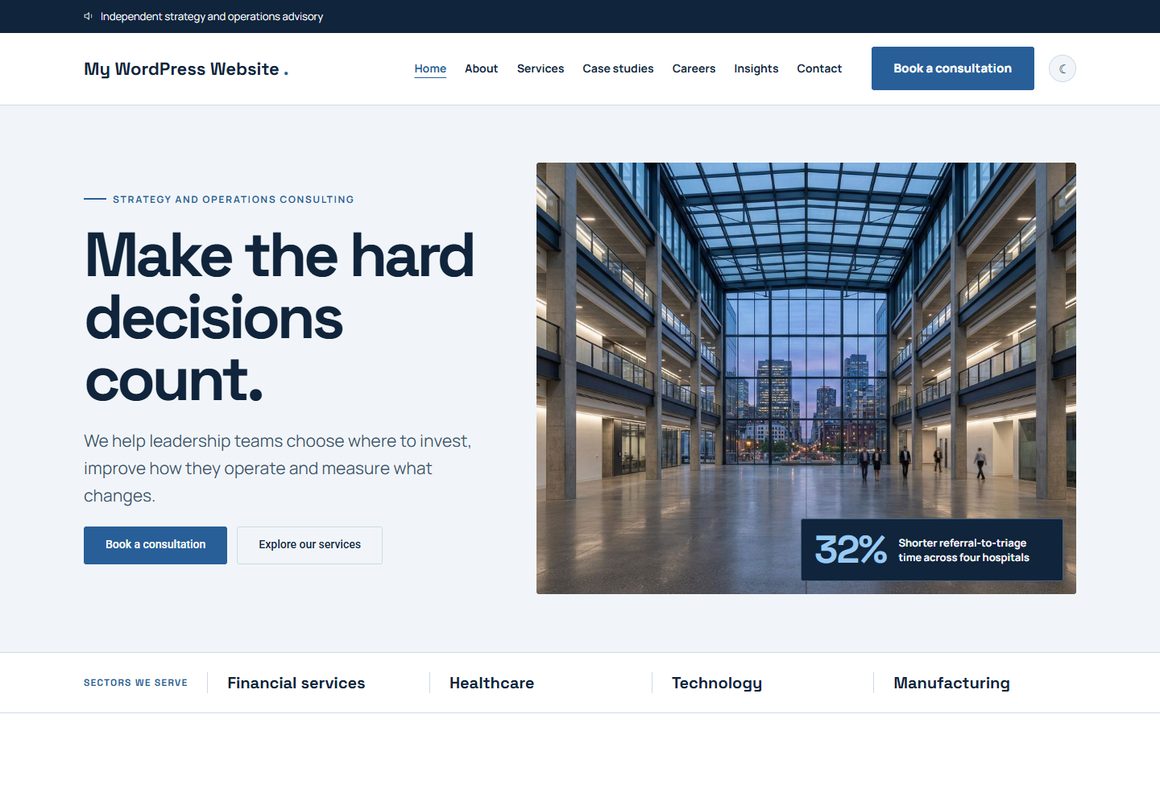 Independent strategy and operations advisory
My WordPress Website .
Home
About
Services
Case studies
Careers
Insights
Contact
Book a consultation
STRATEGY AND OPERATIONS CONSULTING
Make the hard
decisions
count.
We help leadership teams choose where to invest,
improve how they operate and measure what
changes.
Book a consultation
Explore our services
32%
Shorter referral-to-triage
time across four hospitals
SECTORS WE SERVE
Financial services
Healthcare
Technology
Manufacturing